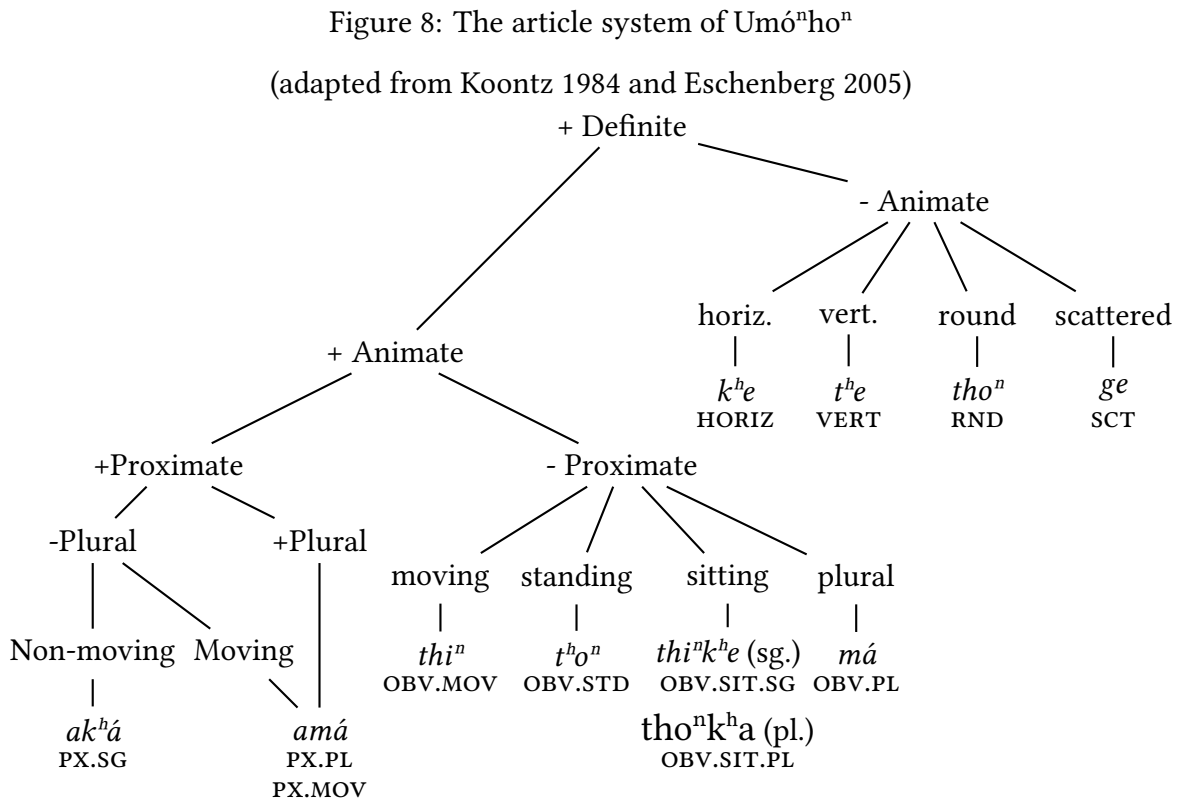 Figure 8: The article system of Umóⁿhoⁿ
(adapted from Koontz 1984 and Eschenberg 2005)
+ Definite
- Animate
horiz. vert. round scattered
kʰe tʰe thoⁿ ge
HORIZ VERT RND SCT
+ Animate
+Proximate - Proximate
-Plural +Plural
moving standing sitting plural
Non-moving Moving
thiⁿ tʰoⁿ thiⁿkʰe (sg.) má
OBV.MOV OBV.STD OBV.SIT.SG OBV.PL
akʰá amá thoⁿkʰa (pl.)
PX.SG PX.PL OBV.SIT.PL
PX.MOV